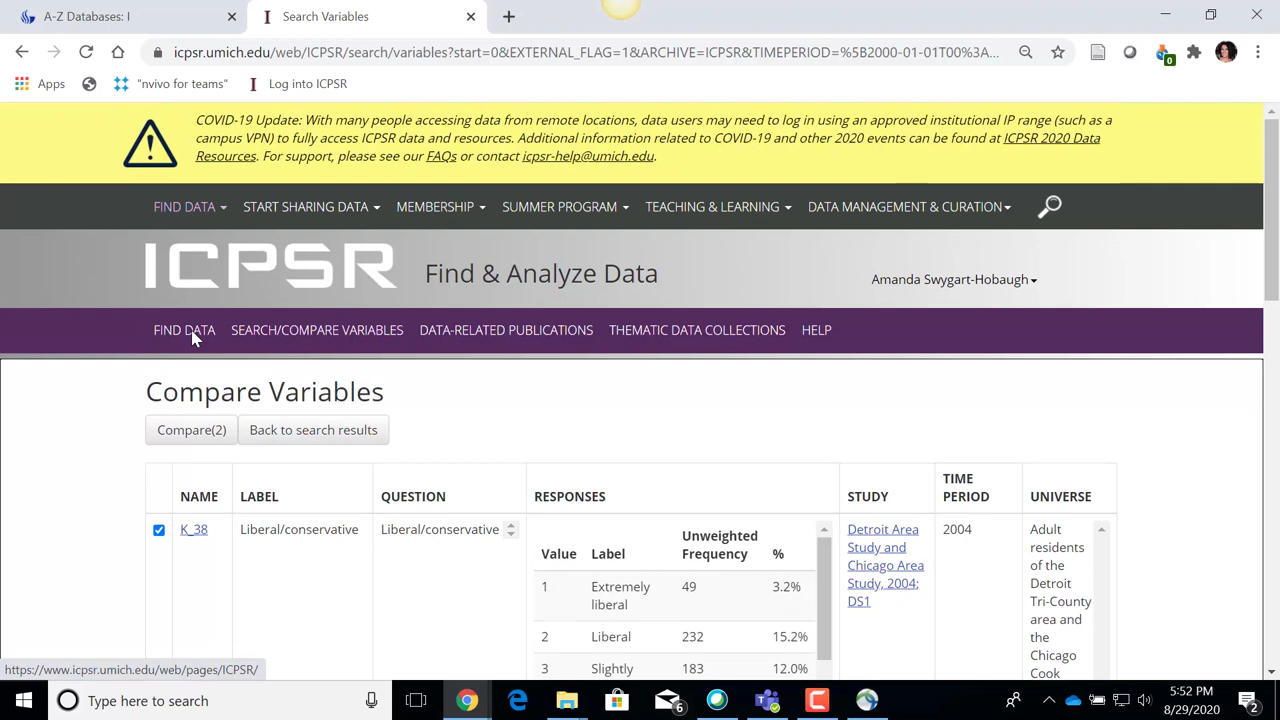 A-Z Databases: I
Search Variables
icpsr.umich.edu/web/ICPSR/search/variables?start=0&EXTERNAL_FLAG=1&ARCHIVE=ICPSR&TIMEPERIOD=%5B2000-01-01T00%3A...
0
Apps
"nvivo for teams"
Log into ICPSR
COVID-19 Update: With many people accessing data from remote locations, data users may need to log in using an approved institutional IP range (such as a
campus VPN) to fully access ICPSR data and resources. Additional information related to COVID-19 and other 2020 events can be found at ICPSR 2020 Data
Resources. For support, please see our FAQs or contact icpsr-help@umich.edu.
FIND DATA START SHARING DATA MEMBERSHIP SUMMER PROGRAM TEACHING & LEARNING DATA MANAGEMENT & CURATION
ICPSR Find & Analyze Data
Amanda Swygart-Hobaugh
FIND DATA SEARCH/COMPARE VARIABLES DATA-RELATED PUBLICATIONS THEMATIC DATA COLLECTIONS HELP
Compare Variables
Compare(2) Back to search results
NAME LABEL QUESTION RESPONSES STUDY TIME PERIOD UNIVERSE
K_38 Liberal/conservative Liberal/conservative
Value Label Unweighted Frequency %
1 Extremely liberal 49 3.2%
2 Liberal 232 15.2%
3 Slightly 183 12.0%
Detroit Area
Study and
Chicago Area
Study, 2004;
DS1
2004
Adult
residents
of the
Detroit
Tri-County
area and
the
Chicago
Cook
https://www.icpsr.umich.edu/web/pages/ICPSR/
Type here to search
6
5:52 PM
8/29/2020
2